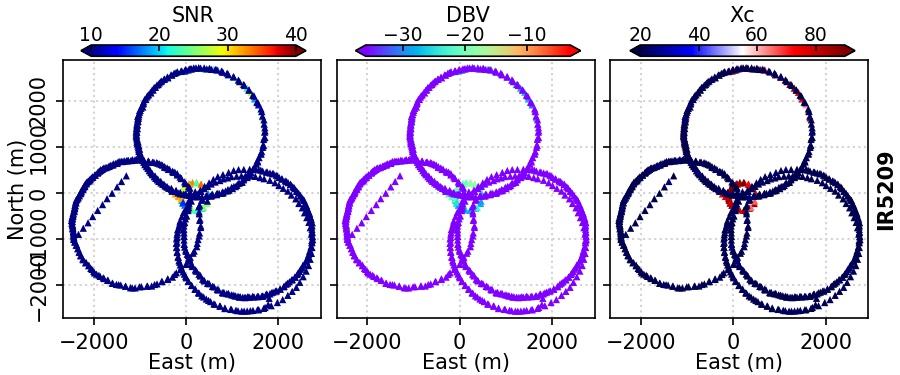 SNR DBV Xc
10 20 30 40 −30 −20 −10 20 40 60 80
2000
1000
0
−1000
−2000
North (m)
IR5209
−2000 0 2000 −2000 0 2000 −2000 0 2000
East (m) East (m) East (m)